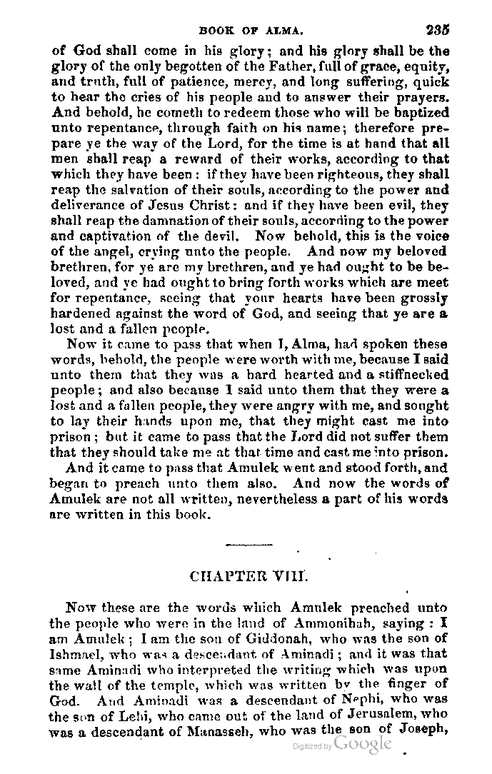 BOOK OF ALMA. 235
of God shall come in his glory; and his glory shall be the
glory of the only begotten of the Father, full of grace, equity,
and truth, full of patience, mercy, and long suffering, quick
to hear the cries of his people and to answer their prayers.
And behold, he cometh to redeem those who will be baptized
unto repentance, through faith on his name; therefore pre-
pare ye the way of the Lord, for the time is at hand that all
men shall reap a reward of their works, according to that
which they have been: if they have been righteous, they shall
reap the salvation of their souls, according to the power and
deliverance of Jesus Christ: and if they have been evil, they
shall reap the damnation of their souls, according to the power
and captivation of the devil. Now behold, this is the voice
of the angel, crying unto the people. And now my beloved
brethren, for ye are my brethren, and ye had ought to be be-
loved, and ye had ought to bring forth works which are meet
for repentance, seeing that your hearts have been grossly
hardened against the word of God, and seeing that ye are a
lost and a fallen people.
Now it came to pass that when I, Alma, had spoken these
words, behold, the people were worth with me, because I said
unto them that they was a hard hearted and a stiffnecked
people; and also because I said unto them that they were a
lost and a fallen people, they were angry with me, and sought
to lay their hands upon me, that they might cast me into
prison; but it came to pass that the Lord did not suffer them
that they should take me at that time and cast me into prison.
And it came to pass that Amulek went and stood forth, and
began to preach unto them also. And now the words of
Amulek are not all written, nevertheless a part of his words
are written in this book.
CHAPTER VIII.
Now these are the words which Amulek preached unto
the people who were in the land of Ammonihah, saying: I
am Amulek; I am the son of Giddonah, who was the son of
Ishmael, who was a descendant of Aminadi; and it was that
same Aminadi who interpreted the writing which was upon
the wall of the temple, which was written by the finger of
God. And Aminadi was a descendant of Nephi, who was
the son of Lehi, who came out of the land of Jerusalem, who
was a descendant of Manasseh, who was the son of Joseph,
Digitized by Google